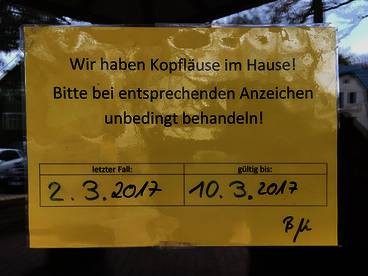 Wir haben Kopfläuse im Hause!
Bitte bei entsprechenden Anzeichen
unbedingt behandeln!
letzter Fall: gültig bis:
2.3.2017 10.3.2017